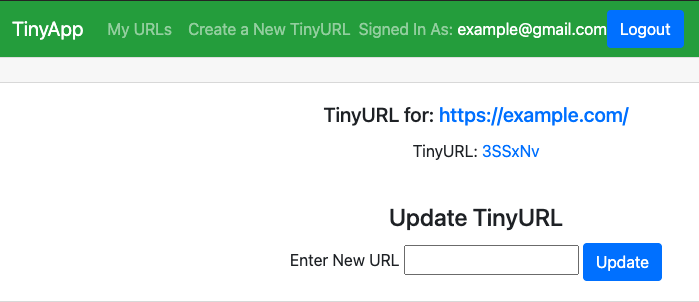 TinyApp My URLs Create a New TinyURL Signed In As: example@gmail.com Logout
TinyURL for: https://example.com/
TinyURL: 3SSxNv
Update TinyURL
Enter New URL Update